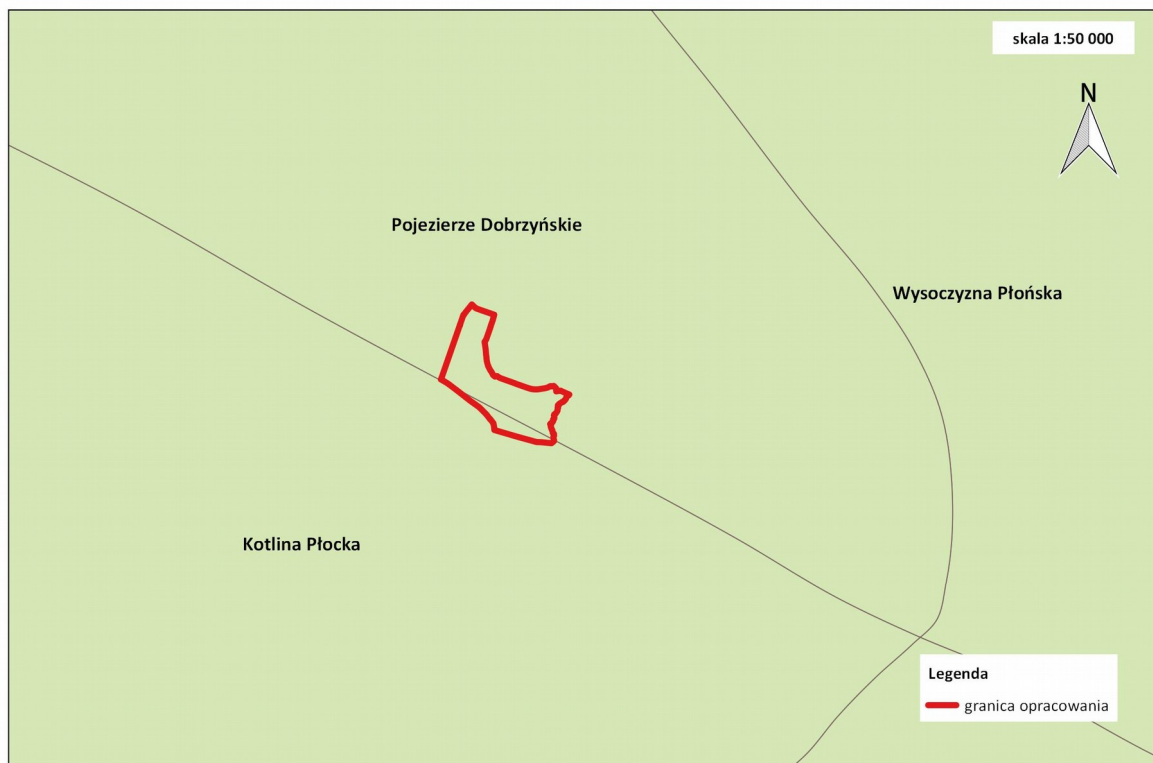 skala 1:50 000
N
Pojezierze Dobrzyńskie
Wysoczyzna Płońska
Kotlina Płocka
Legenda
granica opracowania